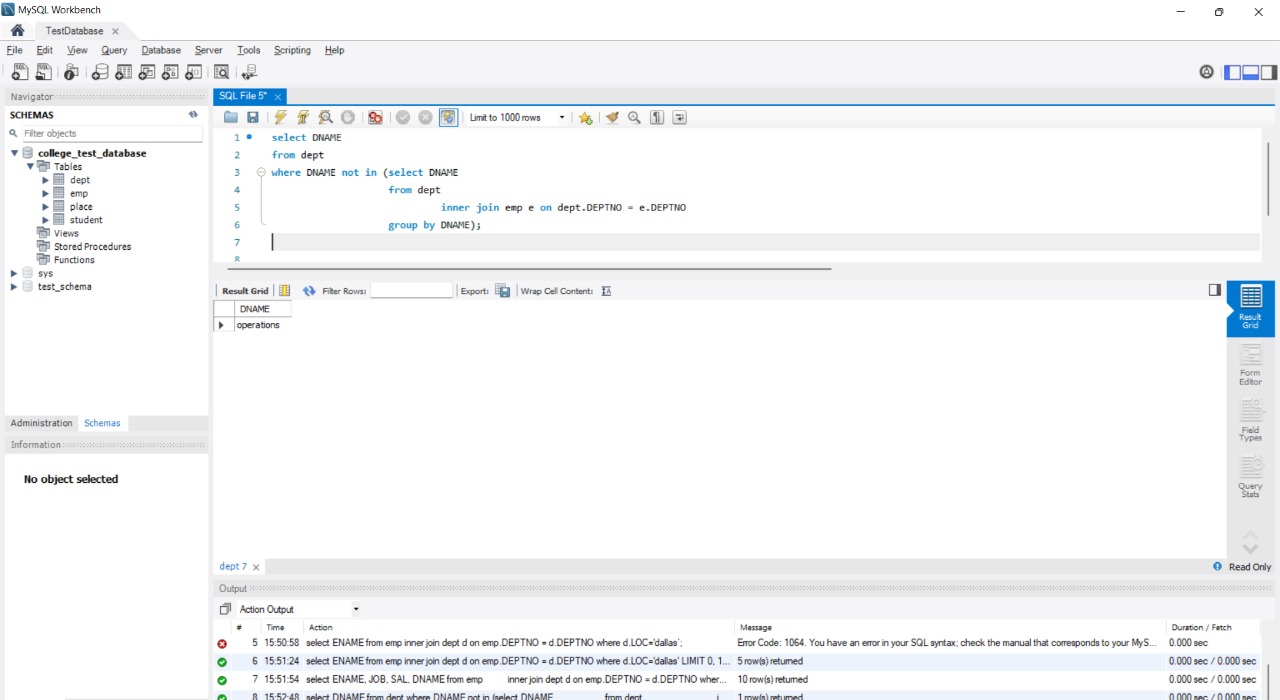 MySQL Workbench
TestDatabase
File Edit View Query Database Server Tools Scripting Help
Navigator
SCHEMAS
Filter objects
college_test_database
Tables
dept
emp
place
student
Views
Stored Procedures
Functions
sys
test_schema
Administration Schemas
Information
No object selected
SQL File 5*
Limit to 1000 rows
1 select DNAME
2 from dept
3 where DNAME not in (select DNAME
4 from dept
5 inner join emp e on dept.DEPTNO = e.DEPTNO
6 group by DNAME);
7
8
Result Grid Filter Rows: Export: Wrap Cell Content:
DNAME
operations
Result Grid
Form Editor
Field Types
Query Stats
dept 7
Read Only
Output
Action Output
# Time Action Message Duration / Fetch
5 15:50:58 select ENAME from emp inner join dept d on emp.DEPTNO = d.DEPTNO where d.LOC='dallas'; Error Code: 1064. You have an error in your SQL syntax; check the manual that corresponds to your MyS... 0.000 sec
6 15:51:24 select ENAME from emp inner join dept d on emp.DEPTNO = d.DEPTNO where d.LOC='dallas' LIMIT 0, 1... 5 row(s) returned 0.000 sec / 0.000 sec
7 15:51:54 select ENAME, JOB, SAL, DNAME from emp inner join dept d on emp.DEPTNO = d.DEPTNO wher... 10 row(s) returned 0.000 sec / 0.000 sec
8 15:52:48 select DNAME from dept where DNAME not in (select DNAME from dept i... 1 row(s) returned 0.000 sec / 0.000 sec